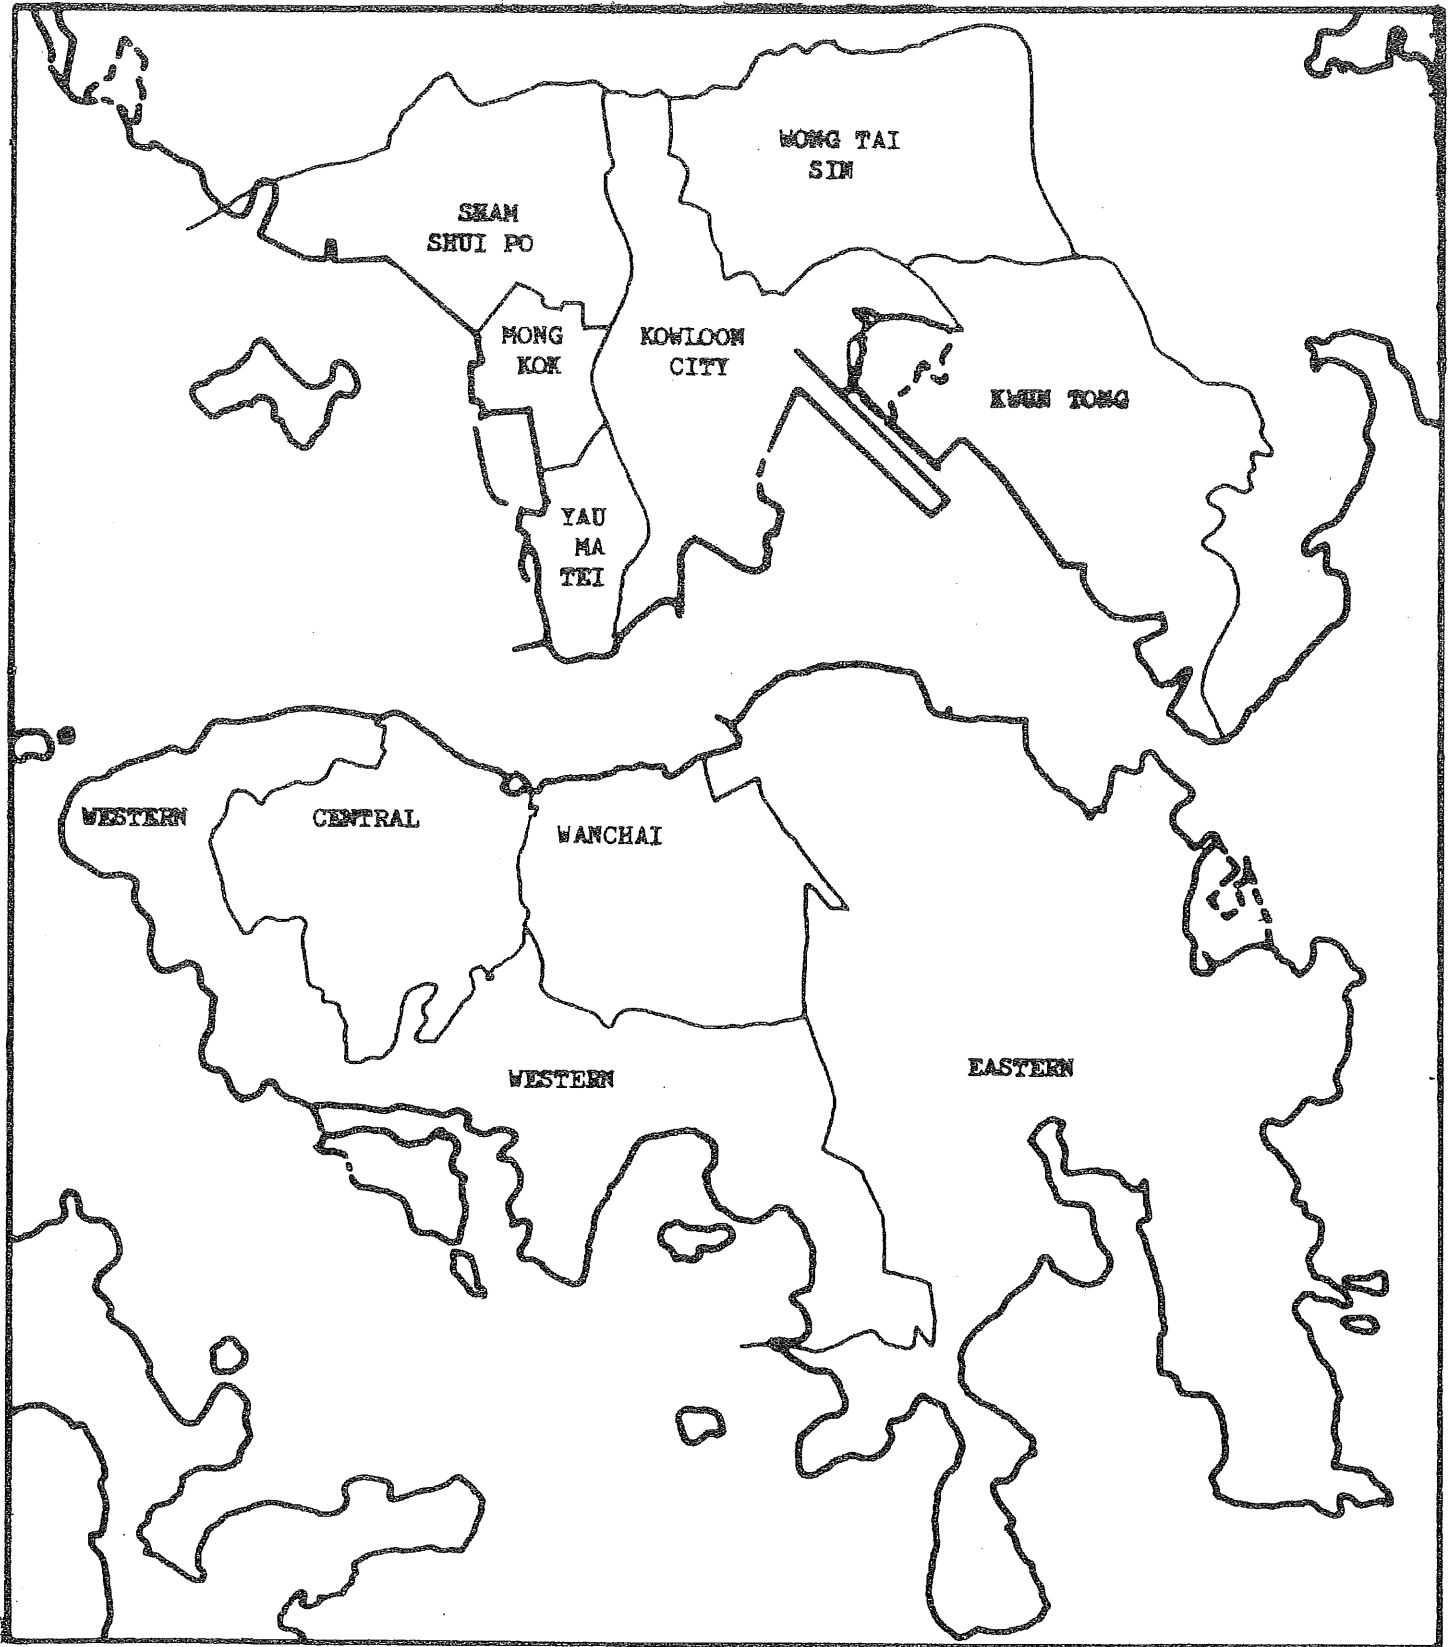 WONG TAI
SIN
SHAM
SHUI PO
MONG
KOK
KOWLOON
CITY
KWUN TONG
YAU
MA
TEI
WESTERN
CENTRAL
WANCHAI
WESTERN
EASTERN